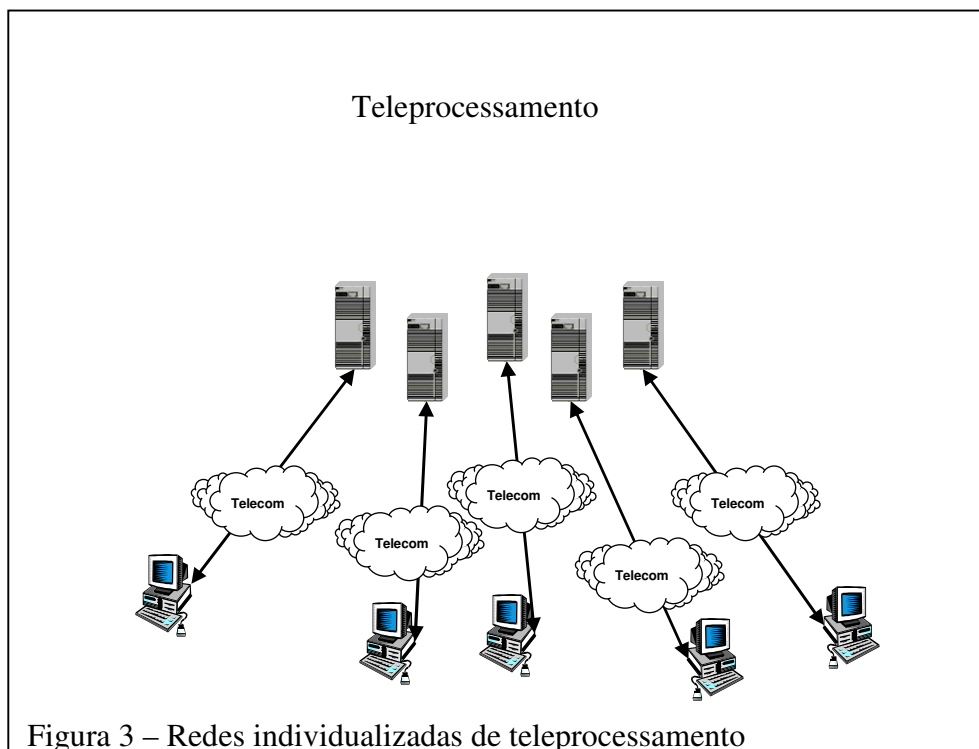 Teleprocessamento
Telecom
Telecom
Telecom
Telecom
Telecom
Figura 3 – Redes individualizadas de teleprocessamento